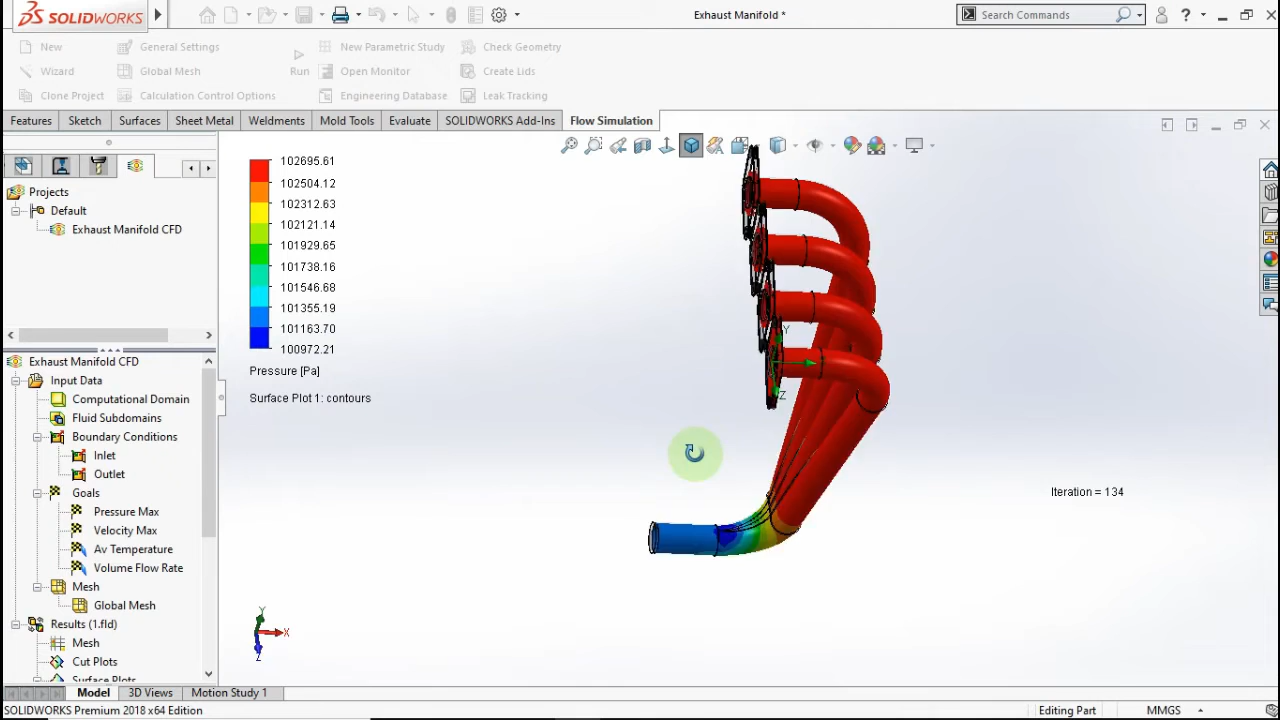 SOLIDWORKS
Exhaust Manifold *
Search Commands
New
General Settings
New Parametric Study
Check Geometry
Wizard
Global Mesh
Run
Open Monitor
Create Lids
Clone Project
Calculation Control Options
Engineering Database
Leak Tracking
Features
Sketch
Surfaces
Sheet Metal
Weldments
Mold Tools
Evaluate
SOLIDWORKS Add-Ins
Flow Simulation
Projects
Default
Exhaust Manifold CFD
102695.61
102504.12
102312.63
102121.14
101929.65
101738.16
101546.68
101355.19
101163.70
100972.21
Pressure [Pa]
Surface Plot 1: contours
Y
Z
Iteration = 134
Exhaust Manifold CFD
Input Data
Computational Domain
Fluid Subdomains
Boundary Conditions
Inlet
Outlet
Goals
Pressure Max
Velocity Max
Av Temperature
Volume Flow Rate
Mesh
Global Mesh
Results (1.fld)
Mesh
Cut Plots
Surface Plots
Y
X
Z
Model
3D Views
Motion Study 1
SOLIDWORKS Premium 2018 x64 Edition
Editing Part
MMGS